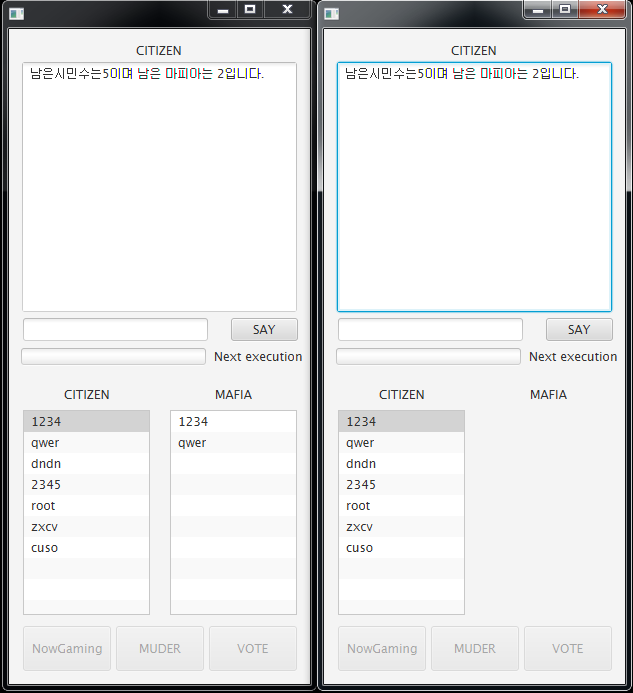 CITIZEN
남은시민수는5이며 남은 마피아는 2입니다.
SAY
Next execution
CITIZEN
MAFIA
1234
qwer
dndn
2345
root
zxcv
cuso
1234
qwer
NowGaming
MUDER
VOTE
CITIZEN
남은시민수는5이며 남은 마피아는 2입니다.
SAY
Next execution
CITIZEN
MAFIA
1234
qwer
dndn
2345
root
zxcv
cuso
NowGaming
MUDER
VOTE